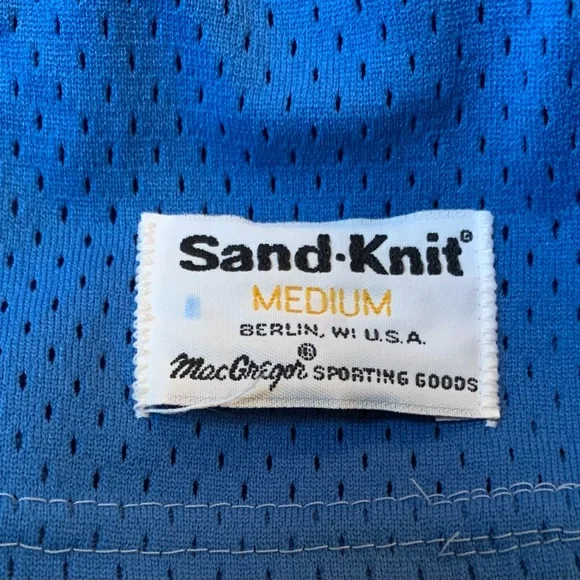 Sand·Knit®
MEDIUM
BERLIN, WI U.S.A.
MacGregor® SPORTING GOODS